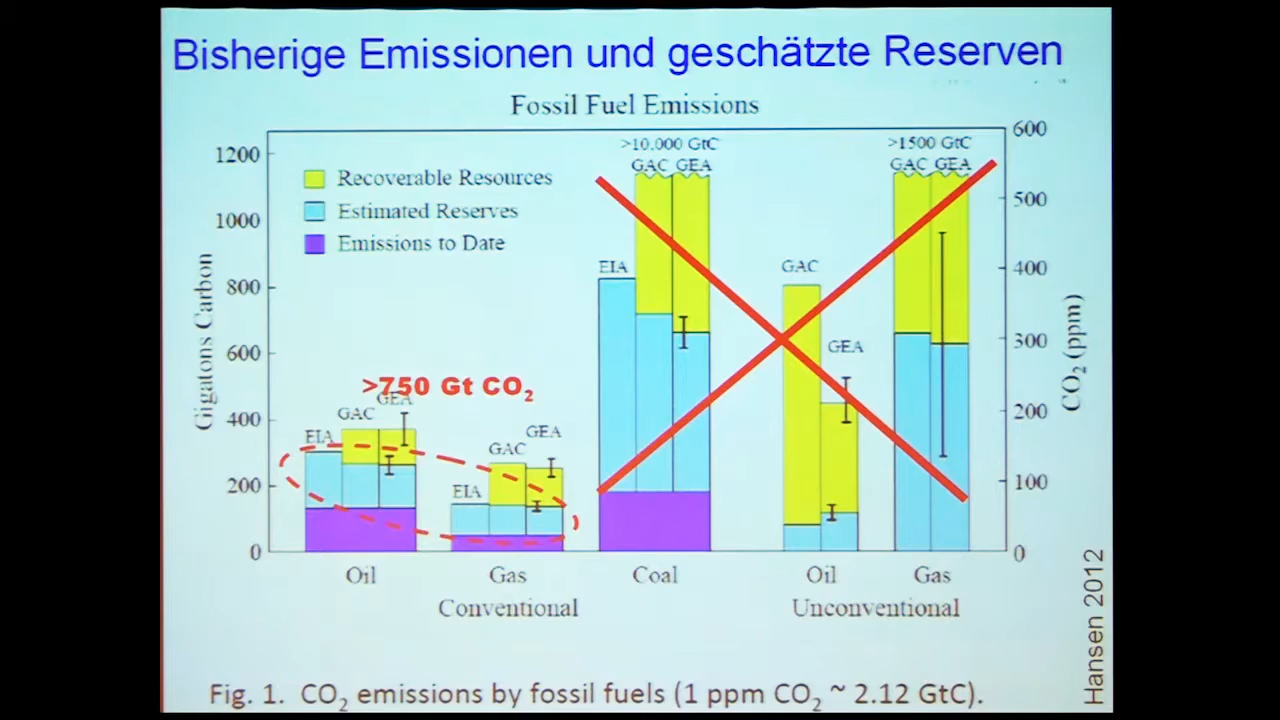 Bisherige Emissionen und geschätzte Reserven
Fossil Fuel Emissions
Recoverable Resources
Estimated Reserves
Emissions to Date
Gigatons Carbon
1200
1000
800
600
400
200
0
CO₂ (ppm)
600
500
400
300
200
100
0
>750 Gt CO₂
EIA
GAC
GEA
EIA
GAC
GEA
EIA
>10.000 GtC
GAC GEA
GAC
GEA
>1500 GtC
GAC GEA
Oil
Gas
Coal
Oil
Gas
Conventional
Unconventional
Hansen 2012
Fig. 1. CO₂ emissions by fossil fuels (1 ppm CO₂ ~ 2.12 GtC).